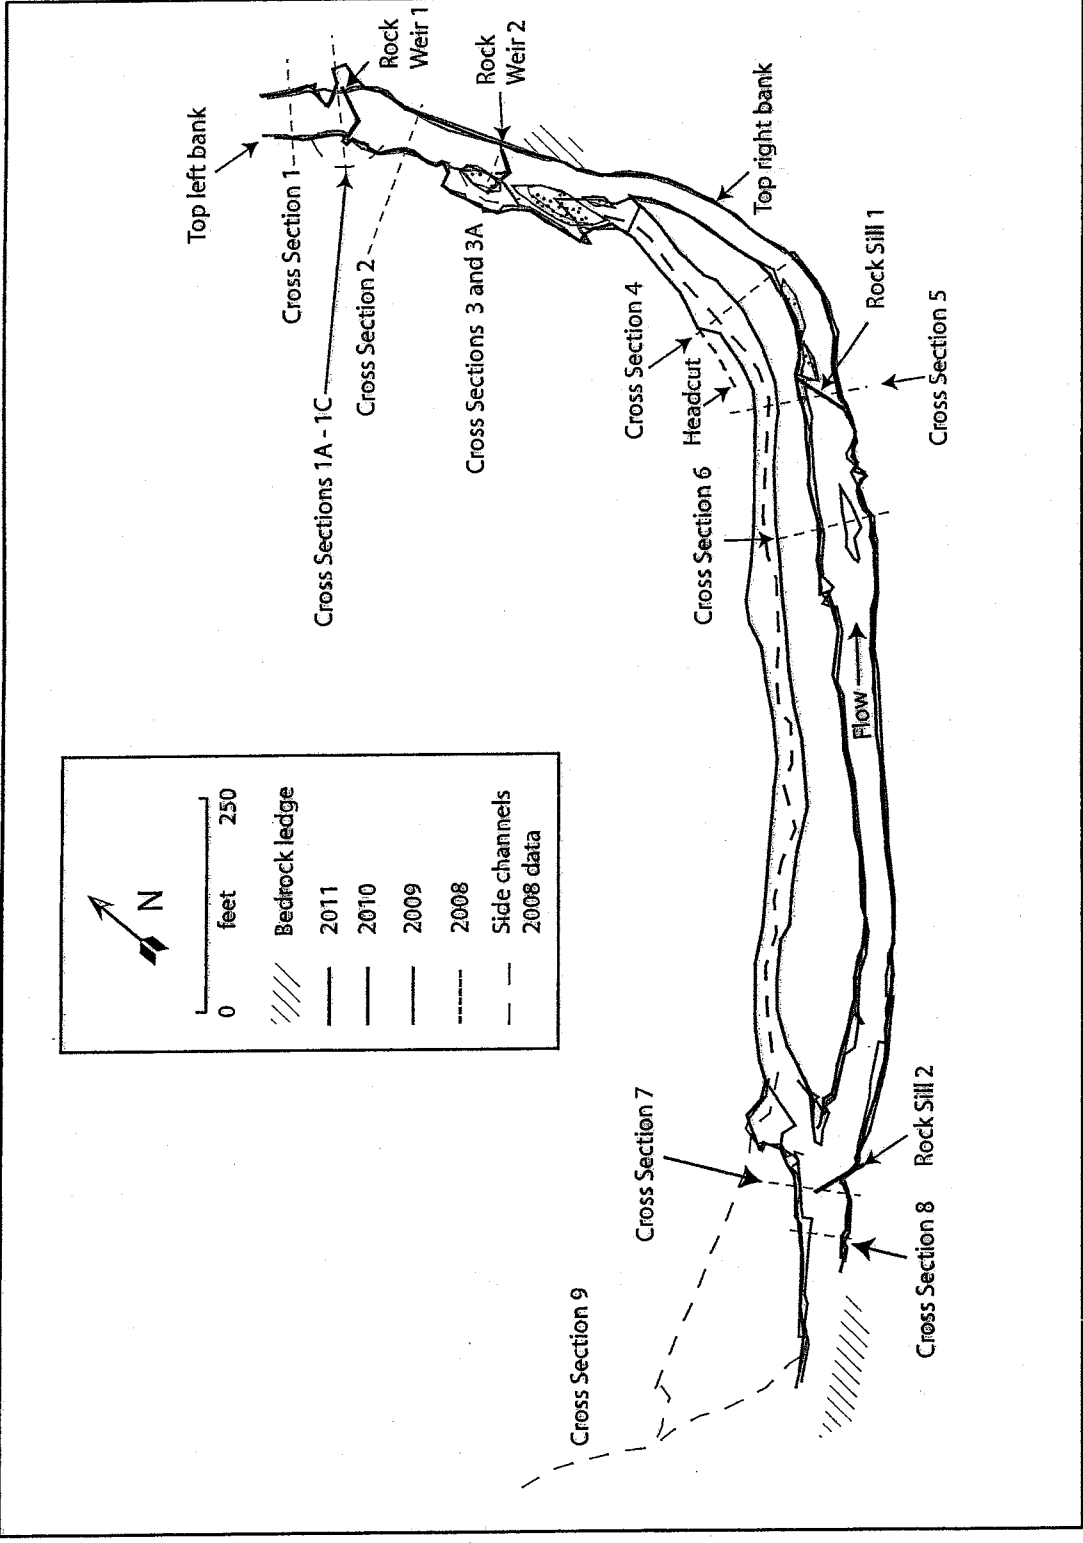 Top left bank
Cross Section 1
Cross Sections 1A - 1C
Cross Section 2
Rock
Weir 1
Rock
Weir 2
Cross Sections 3 and 3A
Top right bank
Cross Section 4
Headcut
Rock Sill 1
Cross Section 5
Cross Section 6
Flow
Cross Section 7
Rock Sill 2
Cross Section 8
Cross Section 9
N
0 feet 250
Bedrock ledge
2011
2010
2009
2008
Side channels
2008 data